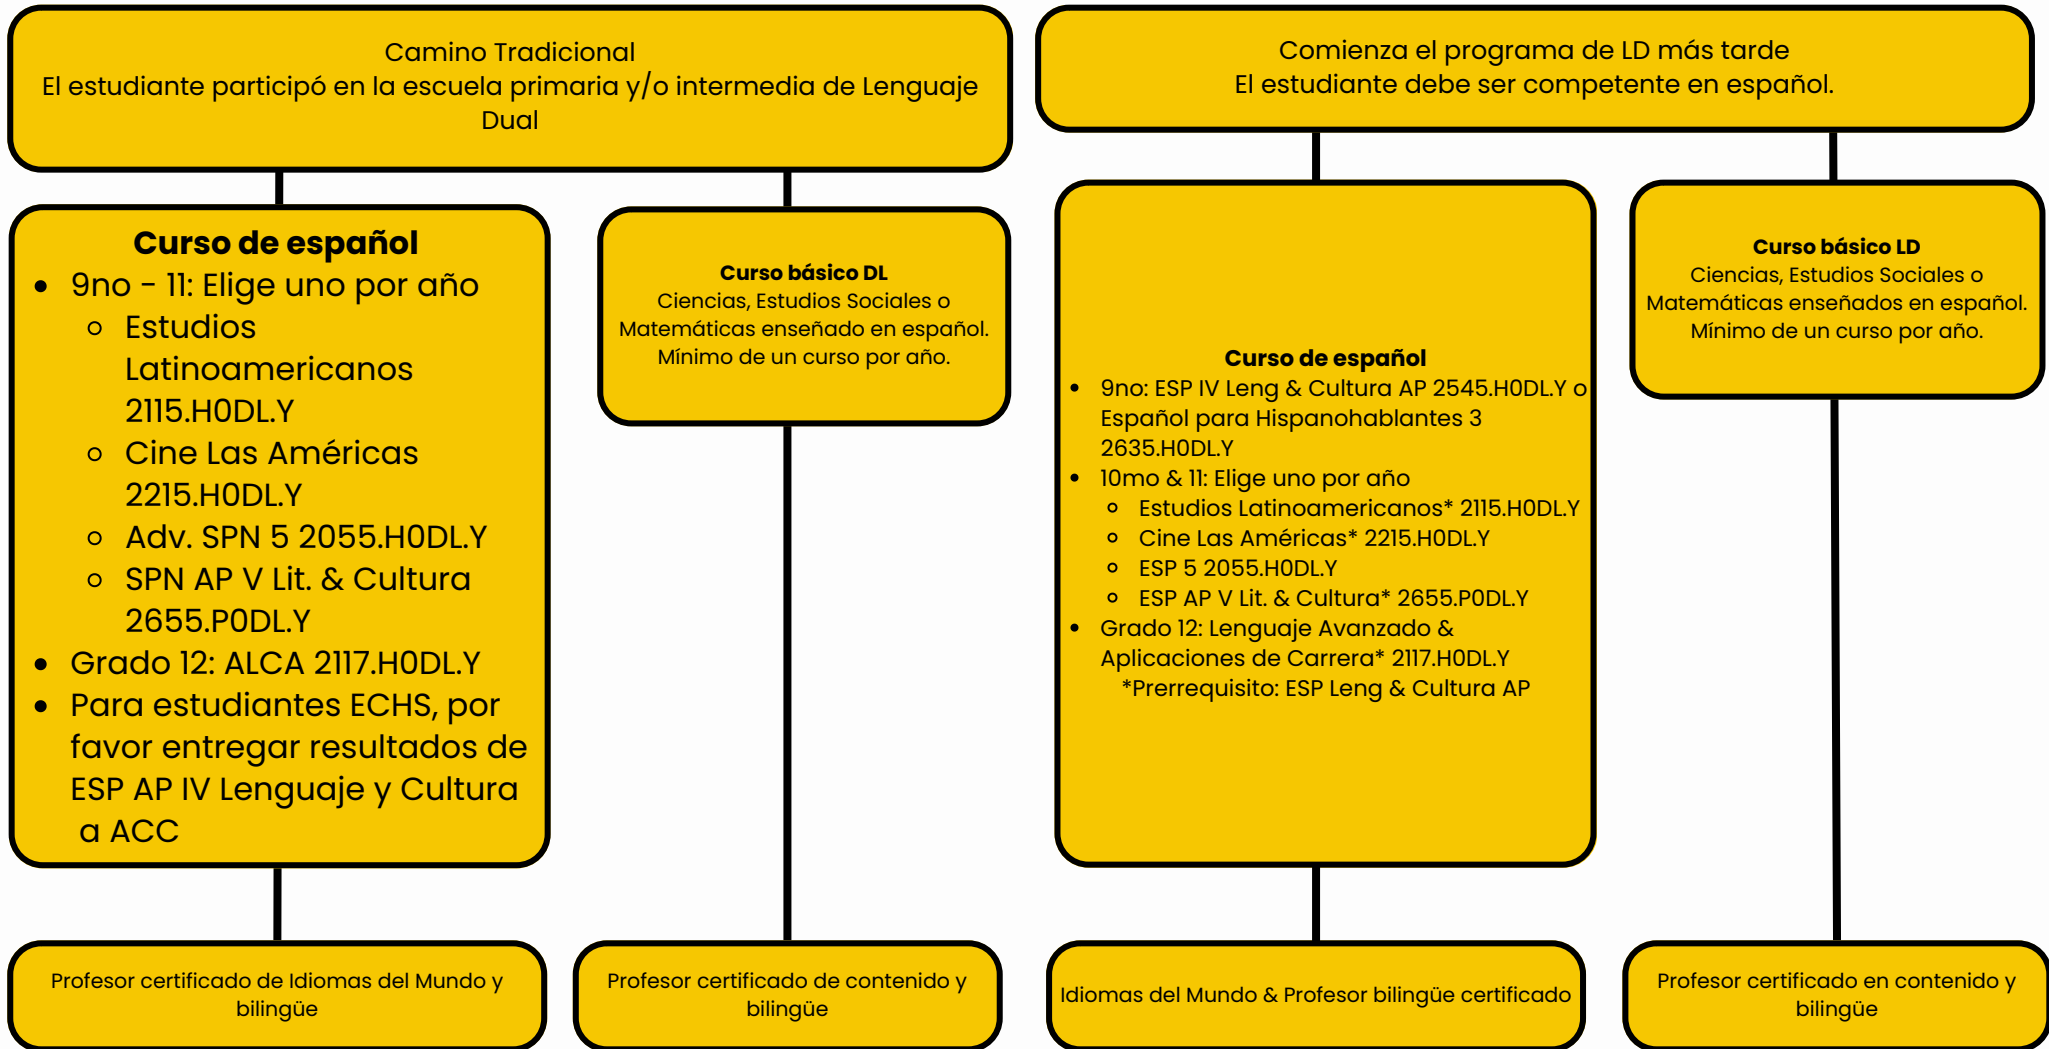 Camino Tradicional
El estudiante participó en la escuela primaria y/o intermedia de Lenguaje
Dual
Curso de español
• 9no - 11: Elige uno por año
○ Estudios
Latinoamericanos
2115.H0DL.Y
○ Cine Las Américas
2215.H0DL.Y
○ Adv. SPN 5 2055.H0DL.Y
○ SPN AP V Lit. & Cultura
2655.P0DL.Y
• Grado 12: ALCA 2117.H0DL.Y
• Para estudiantes ECHS, por
favor entregar resultados de
ESP AP IV Lenguaje y Cultura
a ACC
Profesor certificado de Idiomas del Mundo y
bilingüe
Curso básico DL
Ciencias, Estudios Sociales o
Matemáticas enseñado en español.
Mínimo de un curso por año.
Profesor certificado de contenido y
bilingüe
Comienza el programa de LD más tarde
El estudiante debe ser competente en español.
Curso de español
• 9no: ESP IV Leng & Cultura AP 2545.H0DL.Y o
Español para Hispanohablantes 3
2635.H0DL.Y
• 10mo & 11: Elige uno por año
○ Estudios Latinoamericanos* 2115.H0DL.Y
○ Cine Las Américas* 2215.H0DL.Y
○ ESP 5 2055.H0DL.Y
○ ESP AP V Lit. & Cultura* 2655.P0DL.Y
• Grado 12: Lenguaje Avanzado &
Aplicaciones de Carrera* 2117.H0DL.Y
*Prerrequisito: ESP Leng & Cultura AP
Idiomas del Mundo & Profesor bilingüe certificado
Curso básico LD
Ciencias, Estudios Sociales o
Matemáticas enseñados en español.
Mínimo de un curso por año.
Profesor certificado en contenido y
bilingüe